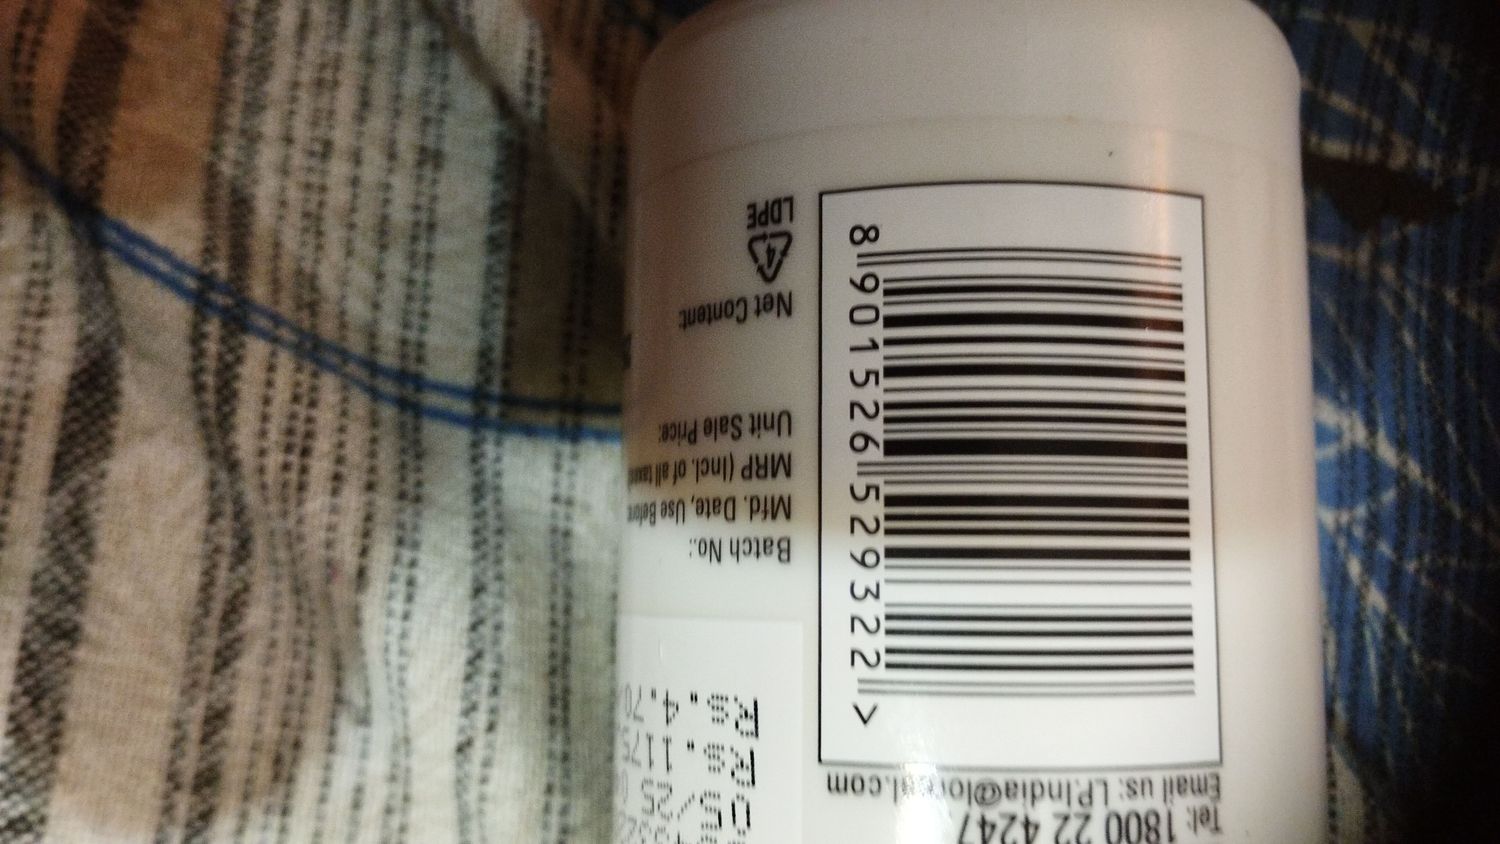 Tel: 1800 22 4247
Email us: LP.India@loreal.com
8 901526 529322 >
Batch No.:
Mfd. Date, Use Before
MRP (Incl. of all taxes
Unit Sale Price:
Net Content:
4
LDPE
Rs. 1175
Rs. 4.70